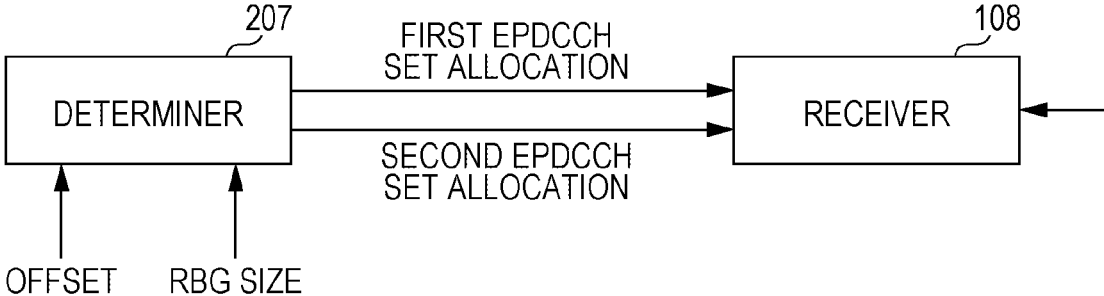 207
108
FIRST EPDCCH
SET ALLOCATION
DETERMINER
RECEIVER
SECOND EPDCCH
SET ALLOCATION
OFFSET
RBG SIZE